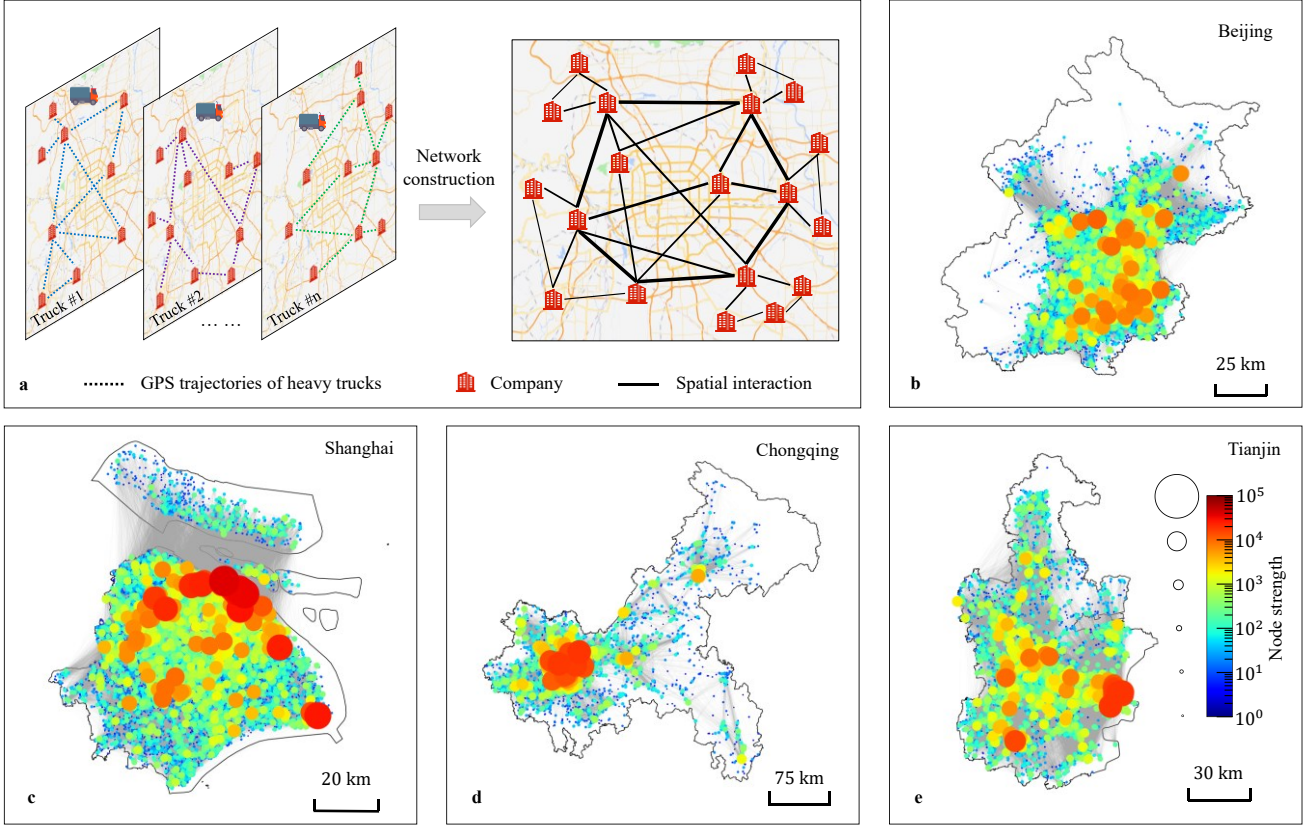 Truck #1
Truck #2
Truck #n
... ...
Network
construction
a
GPS trajectories of heavy trucks
Company
Spatial interaction
Beijing
b
25 km
Shanghai
c
20 km
Chongqing
d
75 km
Tianjin
10⁵
10⁴
10³
10²
10¹
10⁰
Node strength
e
30 km